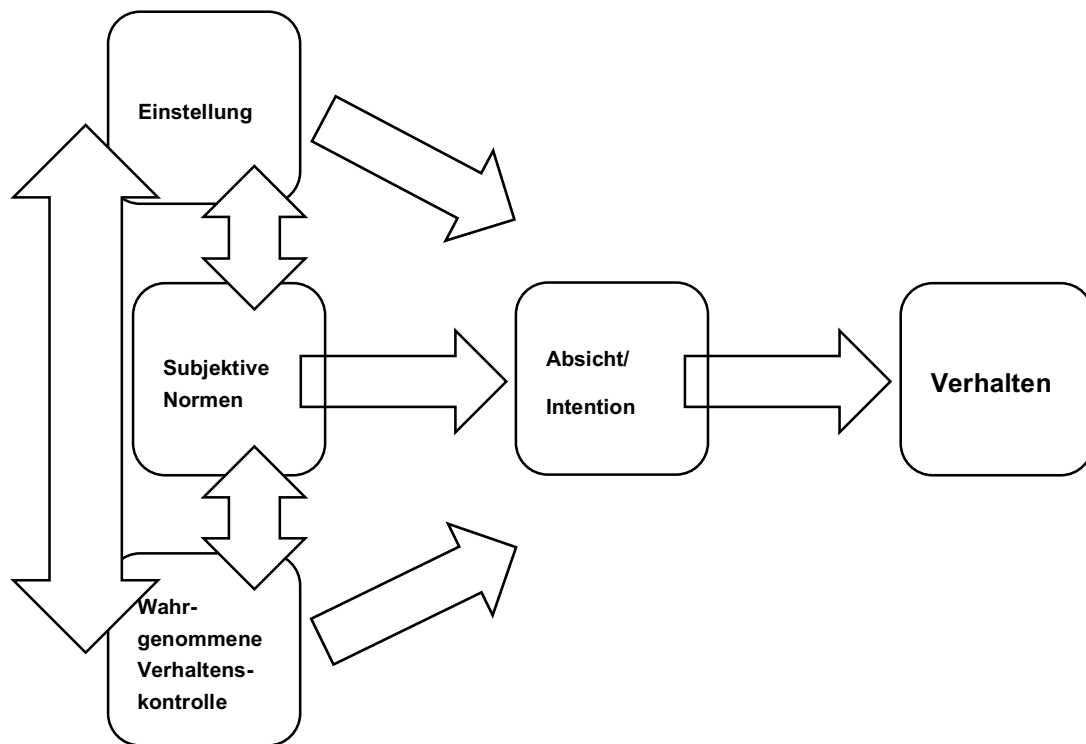 Einstellung
Subjektive
Normen
Absicht/
Intention
Verhalten
Wahr-
genommene
Verhaltens-
kontrolle